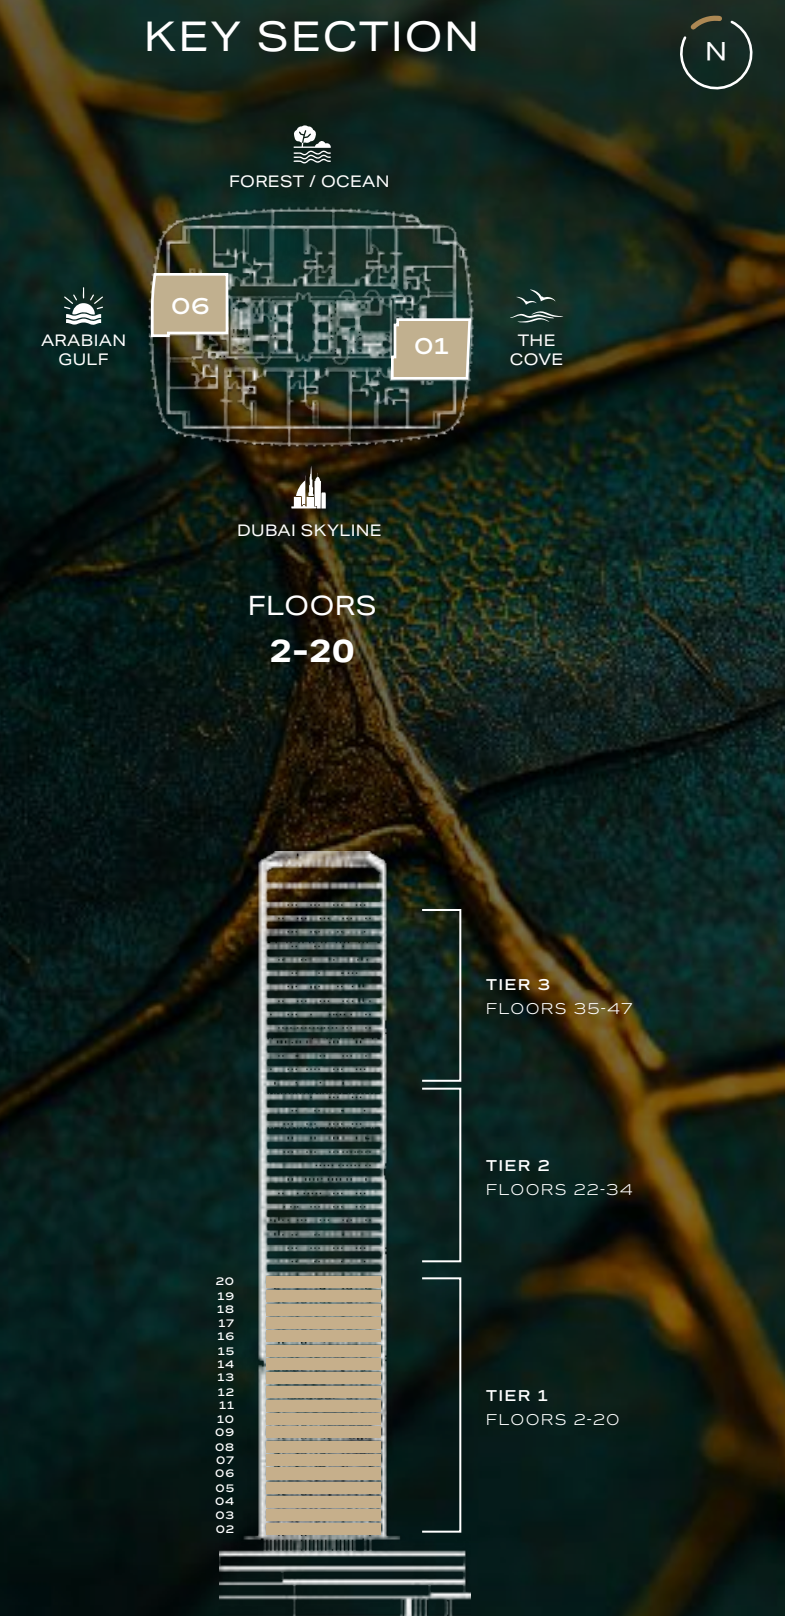 KEY SECTION
N
FOREST / OCEAN
06
01
ARABIAN
GULF
THE
COVE
DUBAI SKYLINE
FLOORS
2-20
TIER 3
FLOORS 35-47
TIER 2
FLOORS 22-34
20
19
18
17
16
15
14
13
12
11
10
09
08
07
06
05
04
03
02
TIER 1
FLOORS 2-20